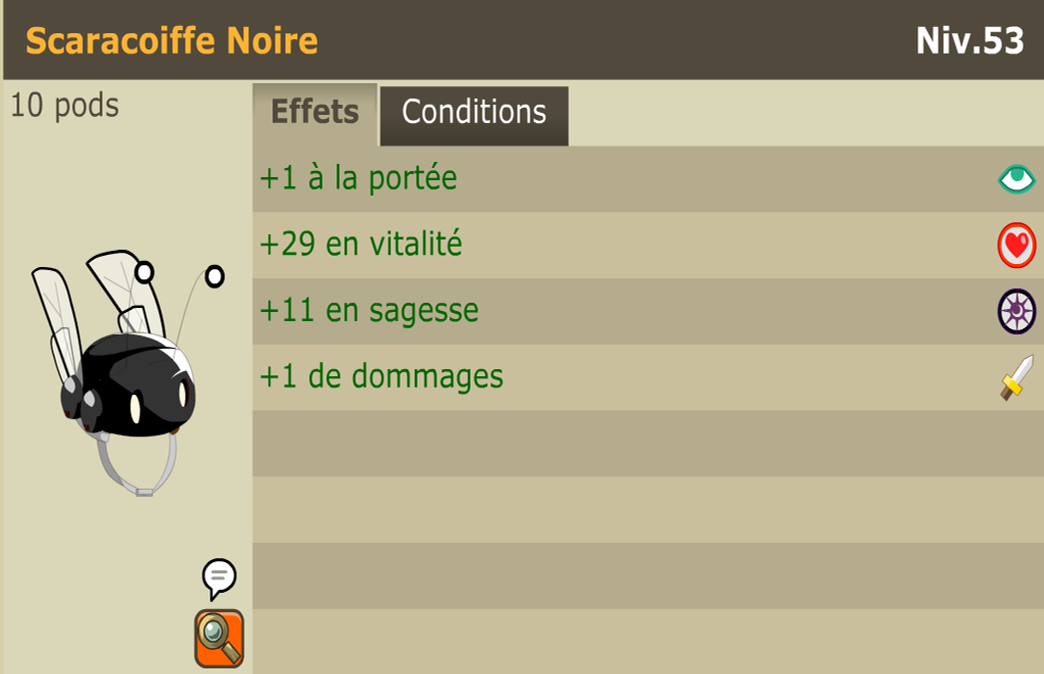 Scaracoiffe Noire
Niv.53
10 pods
Effets
Conditions
+1 à la portée
+29 en vitalité
+11 en sagesse
+1 de dommages